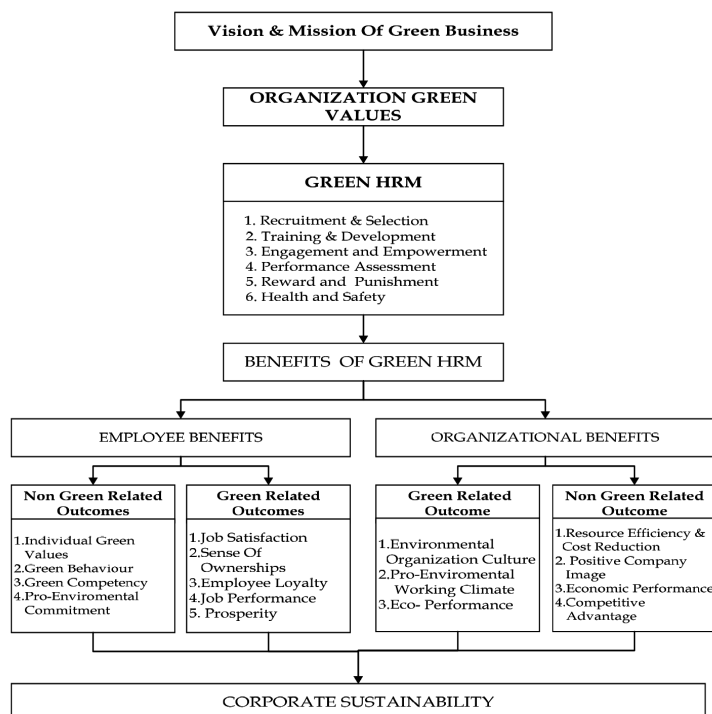 Vision & Mission Of Green Business
ORGANIZATION GREEN
VALUES
GREEN HRM
1. Recruitment & Selection
2. Training & Development
3. Engagement and Empowerment
4. Performance Assessment
5. Reward and Punishment
6. Health and Safety
BENEFITS OF GREEN HRM
EMPLOYEE BENEFITS
ORGANIZATIONAL BENEFITS
Non Green Related
Outcomes
1.Individual Green
Values
2.Green Behaviour
3.Green Competency
4.Pro-Enviromental
Commitment
Green Related
Outcomes
1.Job Satisfaction
2.Sense Of
Ownerships
3.Employee Loyalty
4.Job Performance
5. Prosperity
Green Related
Outcome
1.Environmental
Organization Culture
2.Pro-Enviromental
Working Climate
3.Eco- Performance
Non Green Related
Outcome
1.Resource Efficiency &
Cost Reduction
2. Positive Company
Image
3.Economic Performance
4.Competitive
Advantage
CORPORATE SUSTAINABILITY